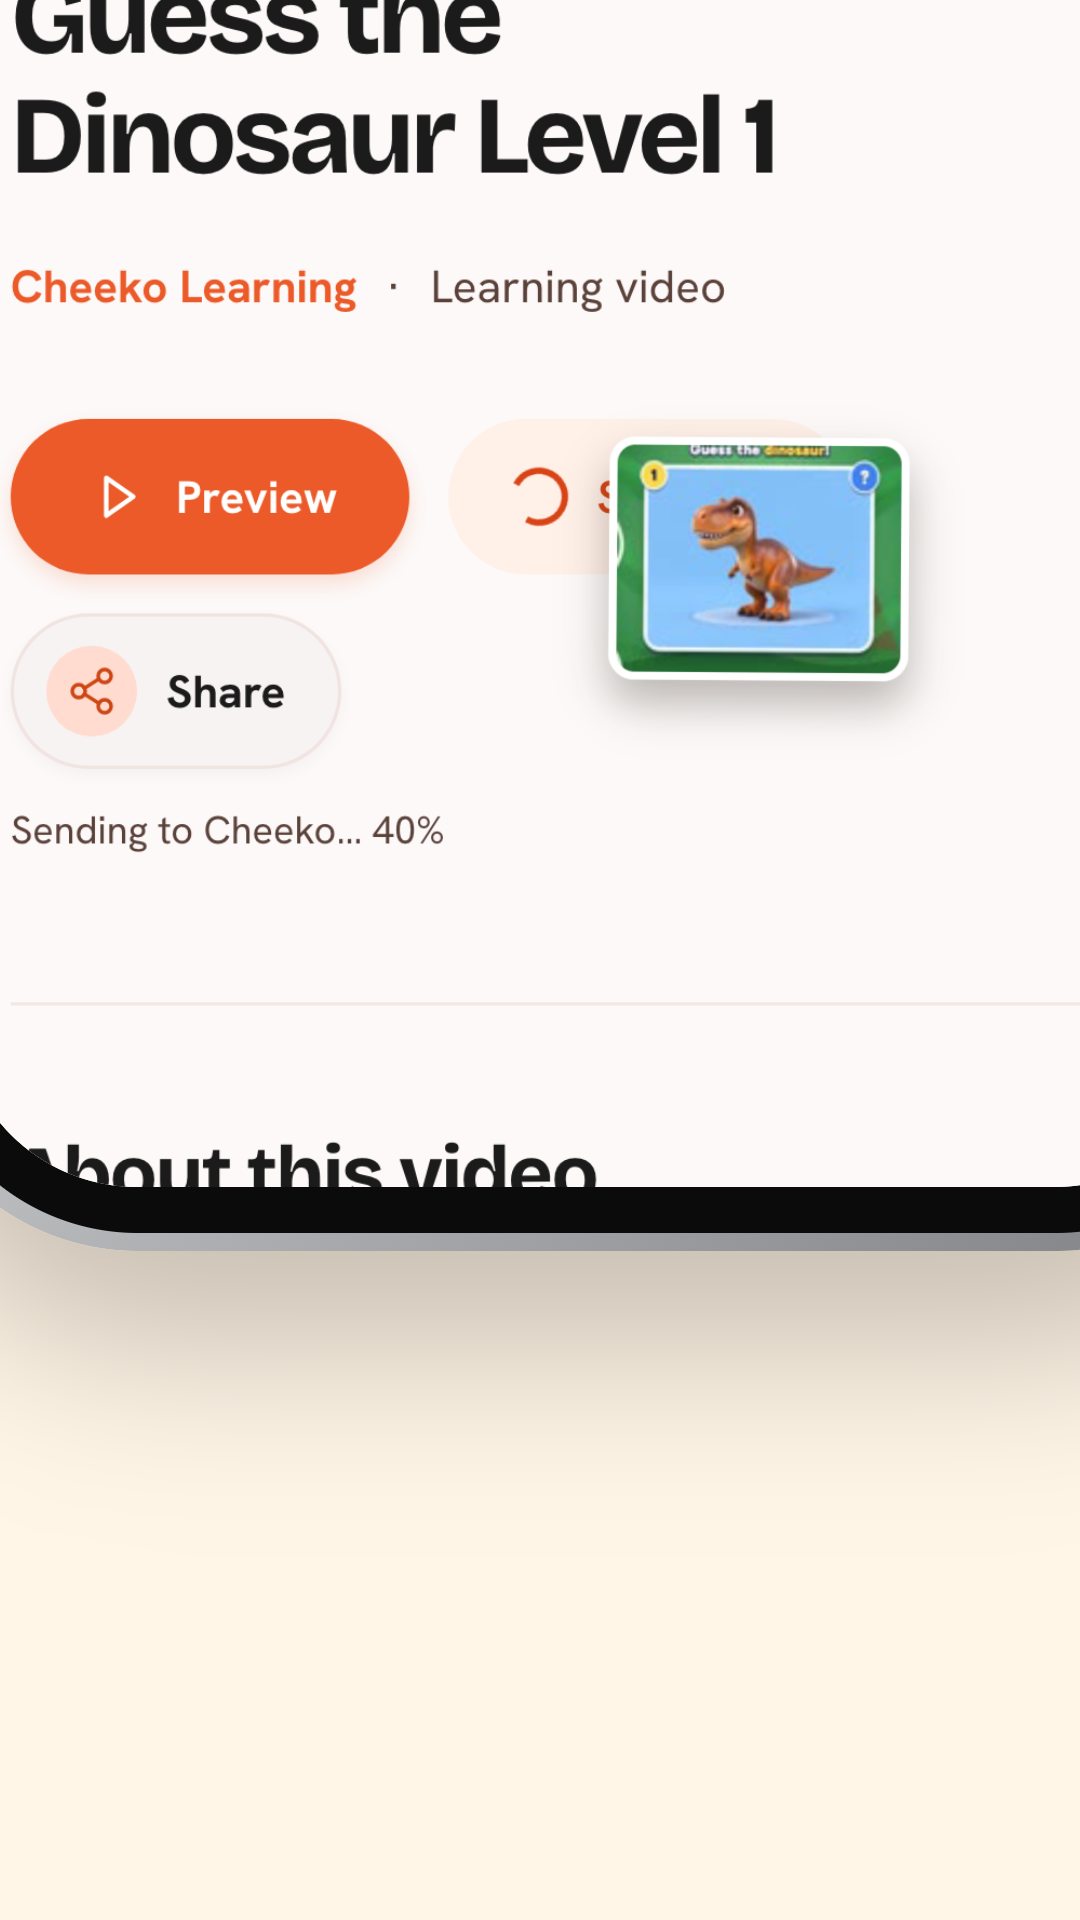 Guess the
Dinosaur Level 1
Cheeko Learning · Learning video
Preview
Guess the dinosaur!
1 ?
Share
Sending to Cheeko... 40%
About this video